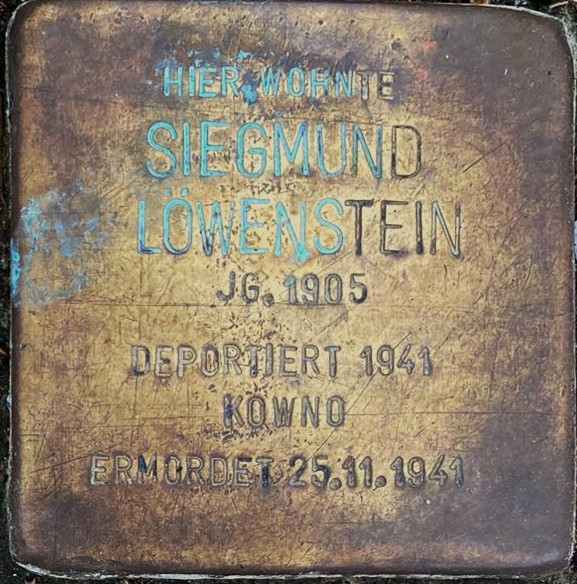 HIER WOHNTE
SIEGMUND
LÖWENSTEIN
JG. 1905
DEPORTIERT 1941
KOWNO
ERMORDET 25.11.1941